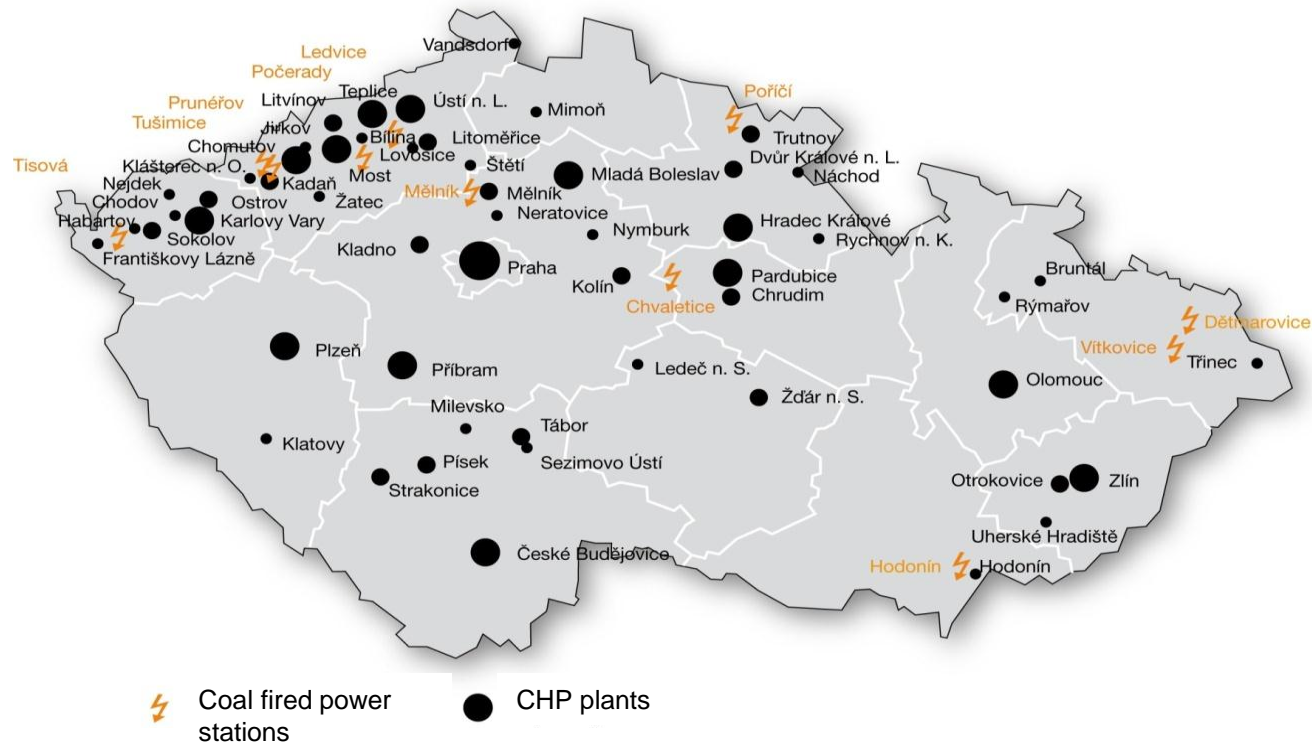 Vandsdorf
Ledvice
Počerady
Teplice
Prunéřov
Litvínov
Ústí n. L.
Mimoň
Poříčí
Tušimice
Jirkov
Bílina
Litoměřice
Trutnov
Chomutov
Lovosice
Tisová
Klášterec n. O.
Most
Štětí
Dvůr Králové n. L.
Nejdek
Kadaň
Mladá Boleslav
Náchod
Chodov
Ostrov
Žatec
Mělník
Mělník
Habartov
Karlovy Vary
Neratovice
Hradec Králové
Sokolov
Nymburk
Rychnov n. K.
Františkovy Lázně
Kladno
Praha
Kolín
Pardubice
Bruntál
Chvaletice
Chrudim
Rýmařov
Dětmarovice
Plzeň
Vítkovice
Třinec
Příbram
Ledeč n. S.
Olomouc
Milevsko
Žďár n. S.
Tábor
Klatovy
Písek
Sezimovo Ústí
Strakonice
Otrokovice
Zlín
Uherské Hradiště
České Budějovice
Hodonín
Hodonín
Coal fired power
stations
CHP plants